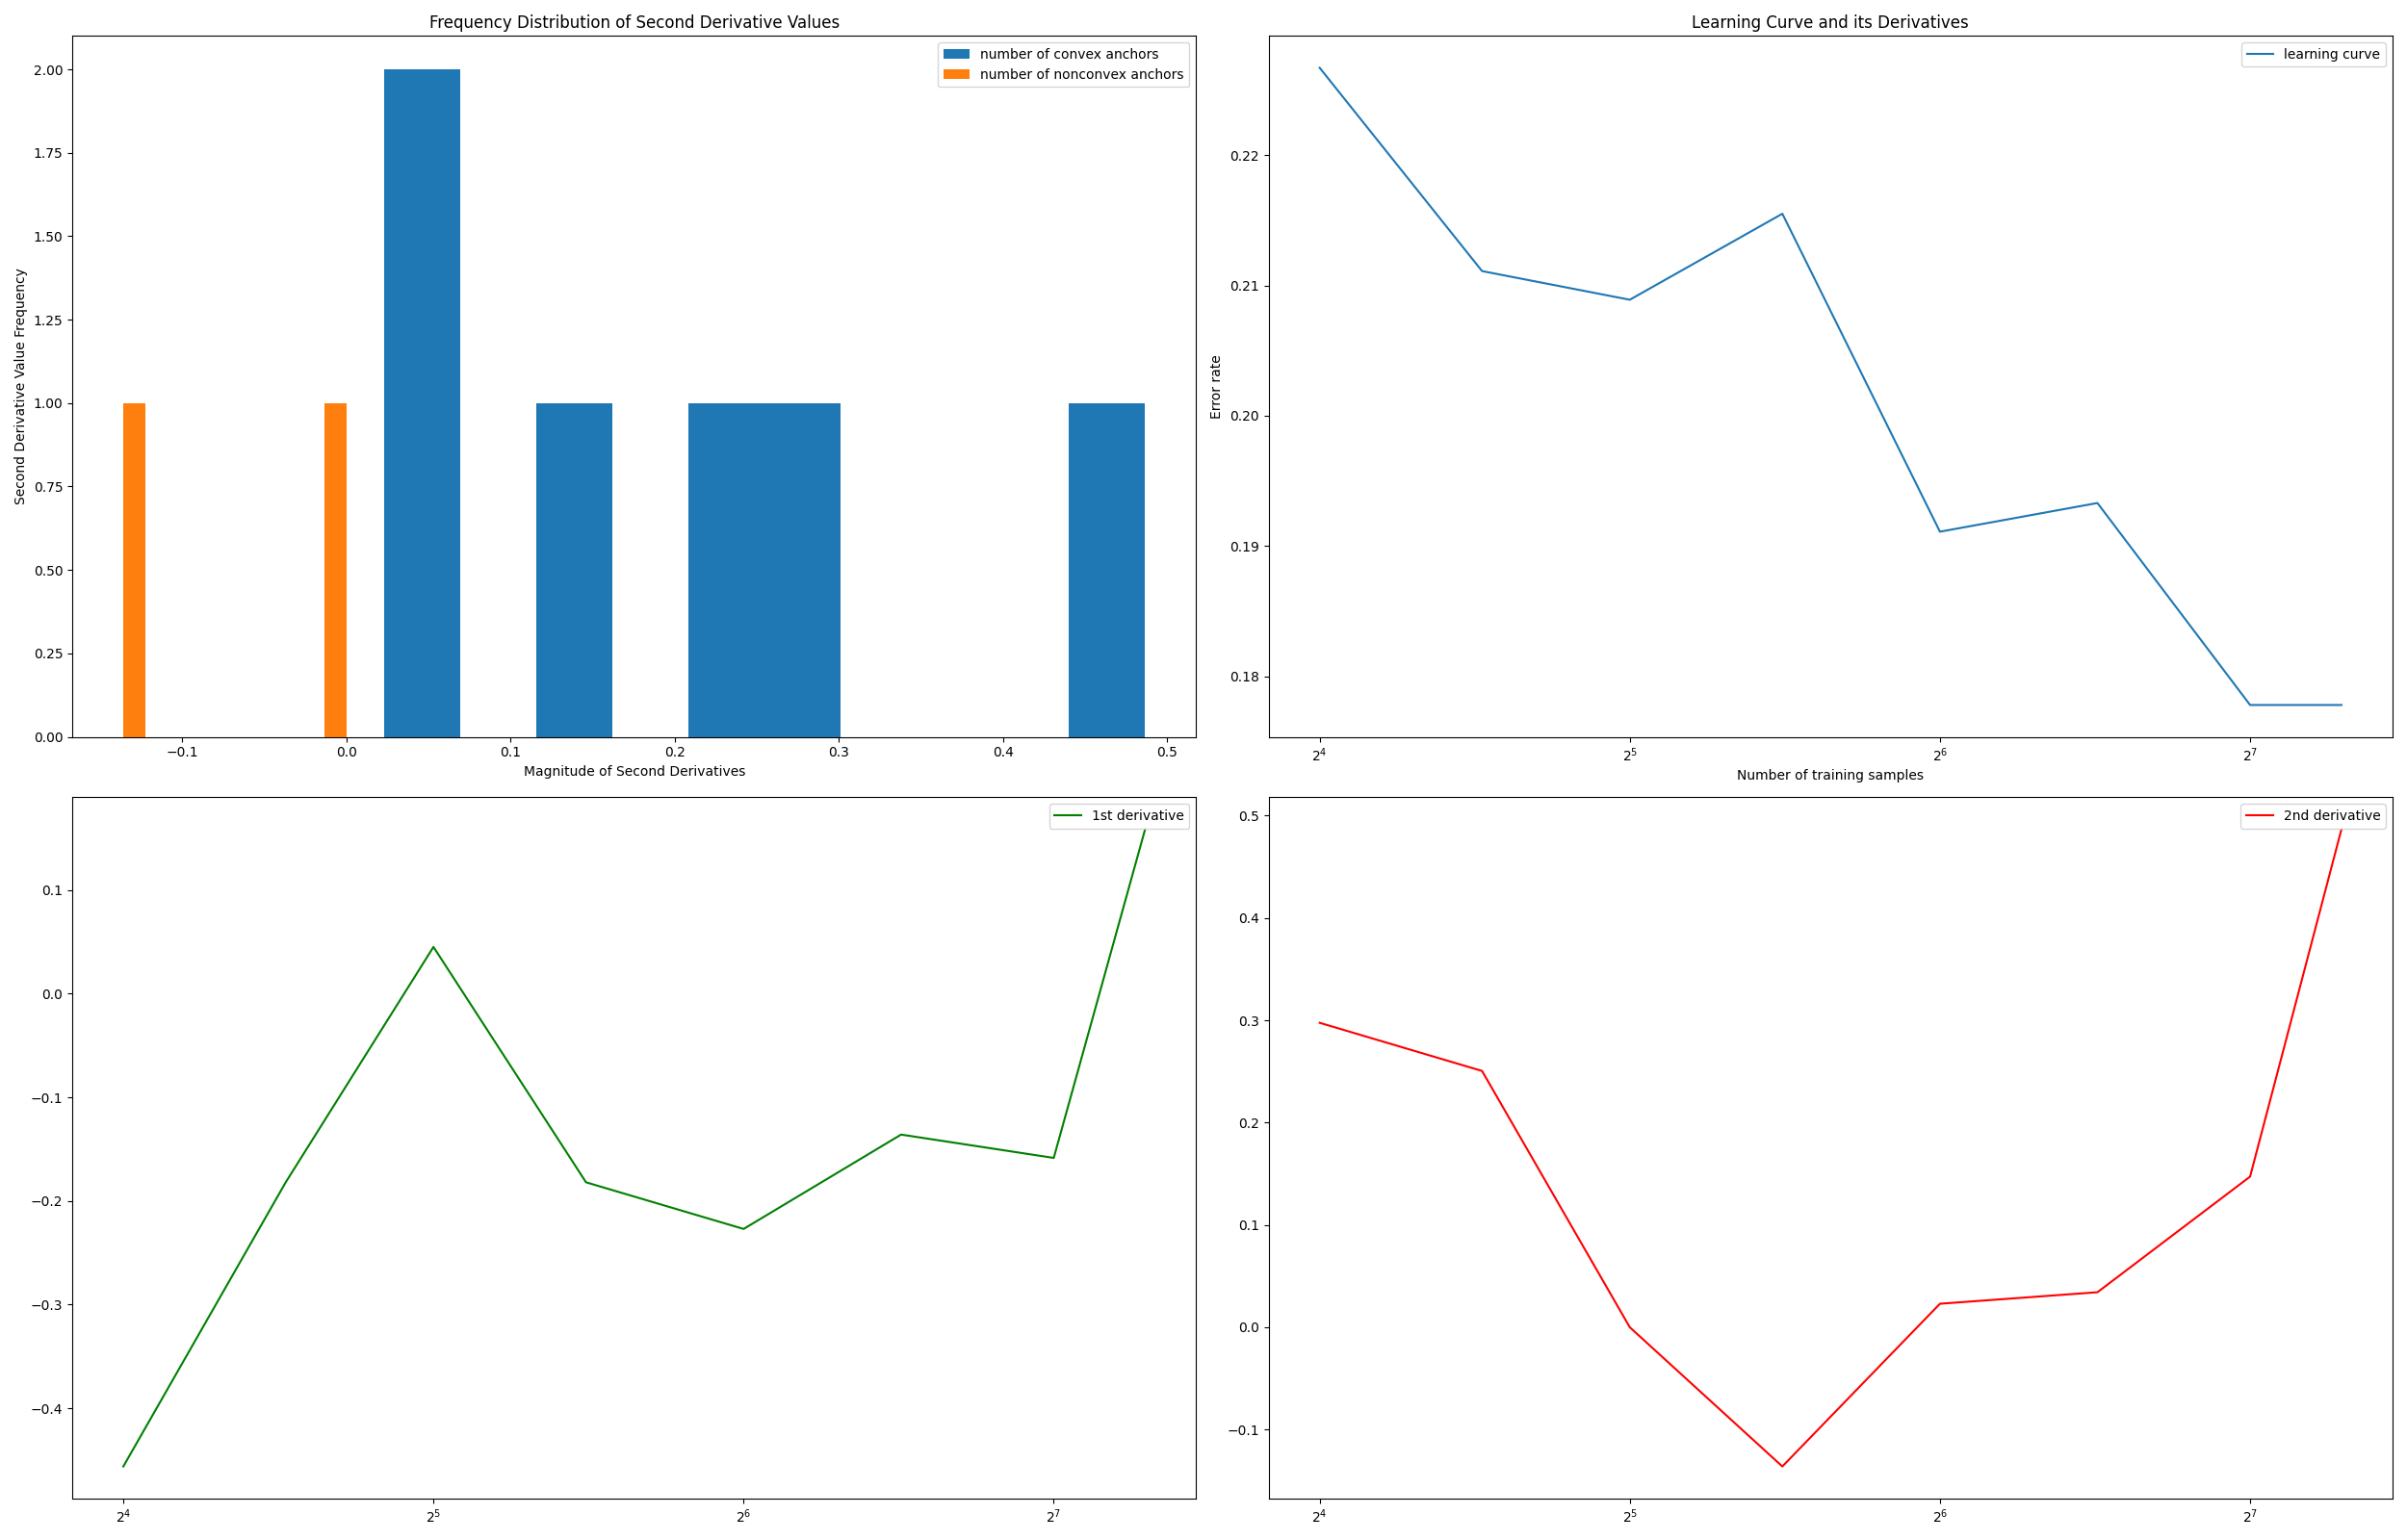 Frequency Distribution of Second Derivative Values
number of convex anchors
number of nonconvex anchors
Second Derivative Value Frequency
2.00
1.75
1.50
1.25
1.00
0.75
0.50
0.25
0.00
−0.1 0.0 0.1 0.2 0.3 0.4 0.5
Magnitude of Second Derivatives
Learning Curve and its Derivatives
learning curve
Error rate
0.22
0.21
0.20
0.19
0.18
2⁴ 2⁵ 2⁶ 2⁷
Number of training samples
1st derivative
0.1
0.0
−0.1
−0.2
−0.3
−0.4
2⁴ 2⁵ 2⁶ 2⁷
2nd derivative
0.5
0.4
0.3
0.2
0.1
0.0
−0.1
2⁴ 2⁵ 2⁶ 2⁷